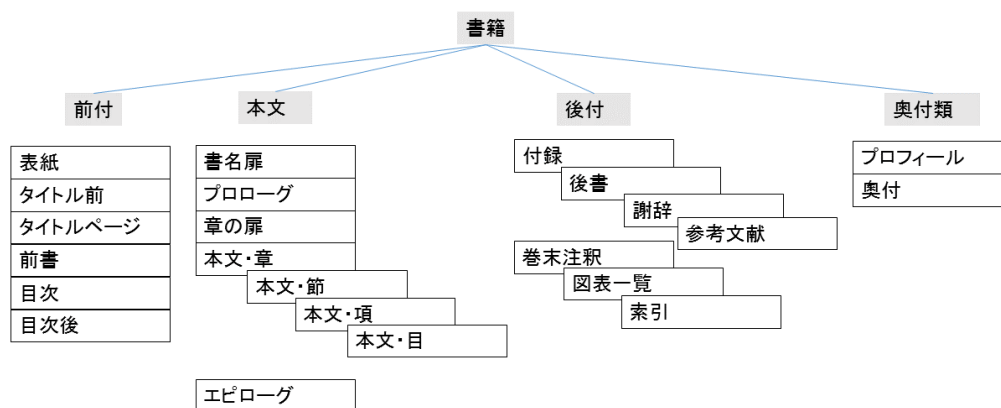 書籍
前付
本文
後付
奥付類
表紙
タイトル前
タイトルページ
前書
目次
目次後
書名扉
プロローグ
章の扉
本文・章
本文・節
本文・項
本文・目
エピローグ
付録
後書
謝辞
参考文献
巻末注釈
図表一覧
索引
プロフィール
奥付